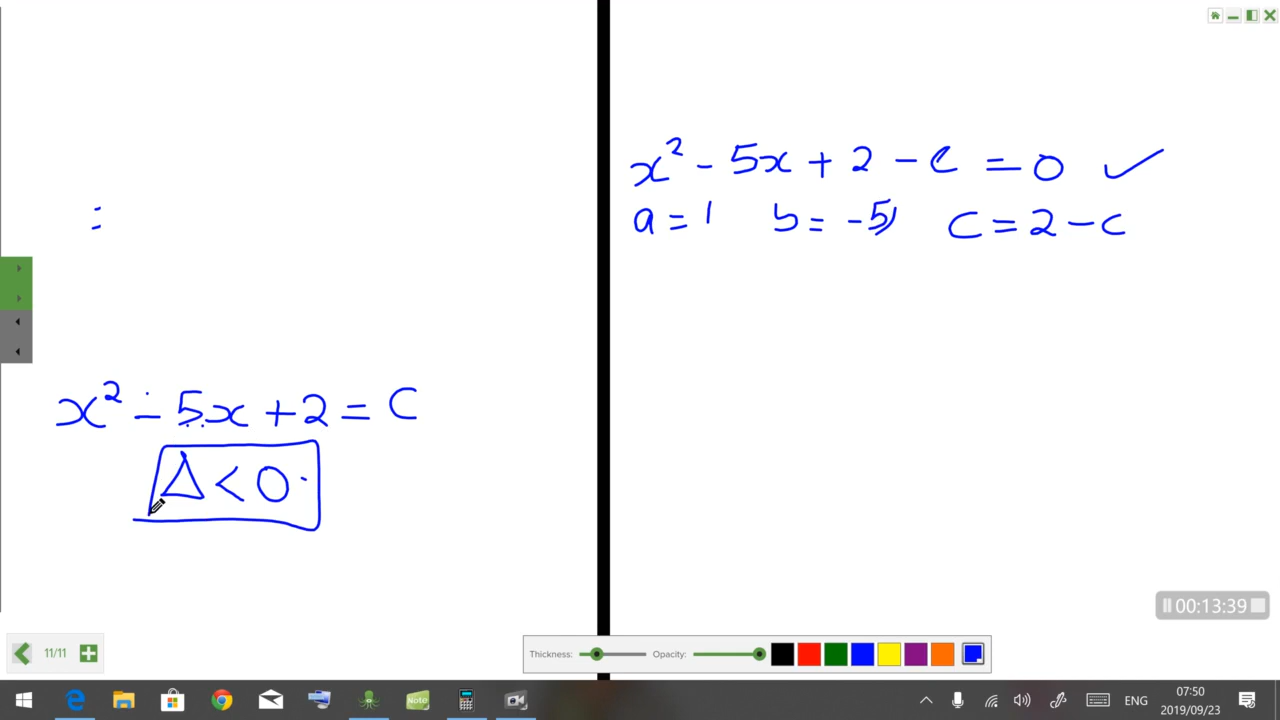 =
x² - 5x + 2 = C
Δ < 0
x² - 5x + 2 - c = 0 ✓
a = 1 b = -5 C = 2 - c
00:13:39
11/11
Thickness: Opacity:
Note
ENG
07:50
2019/09/23